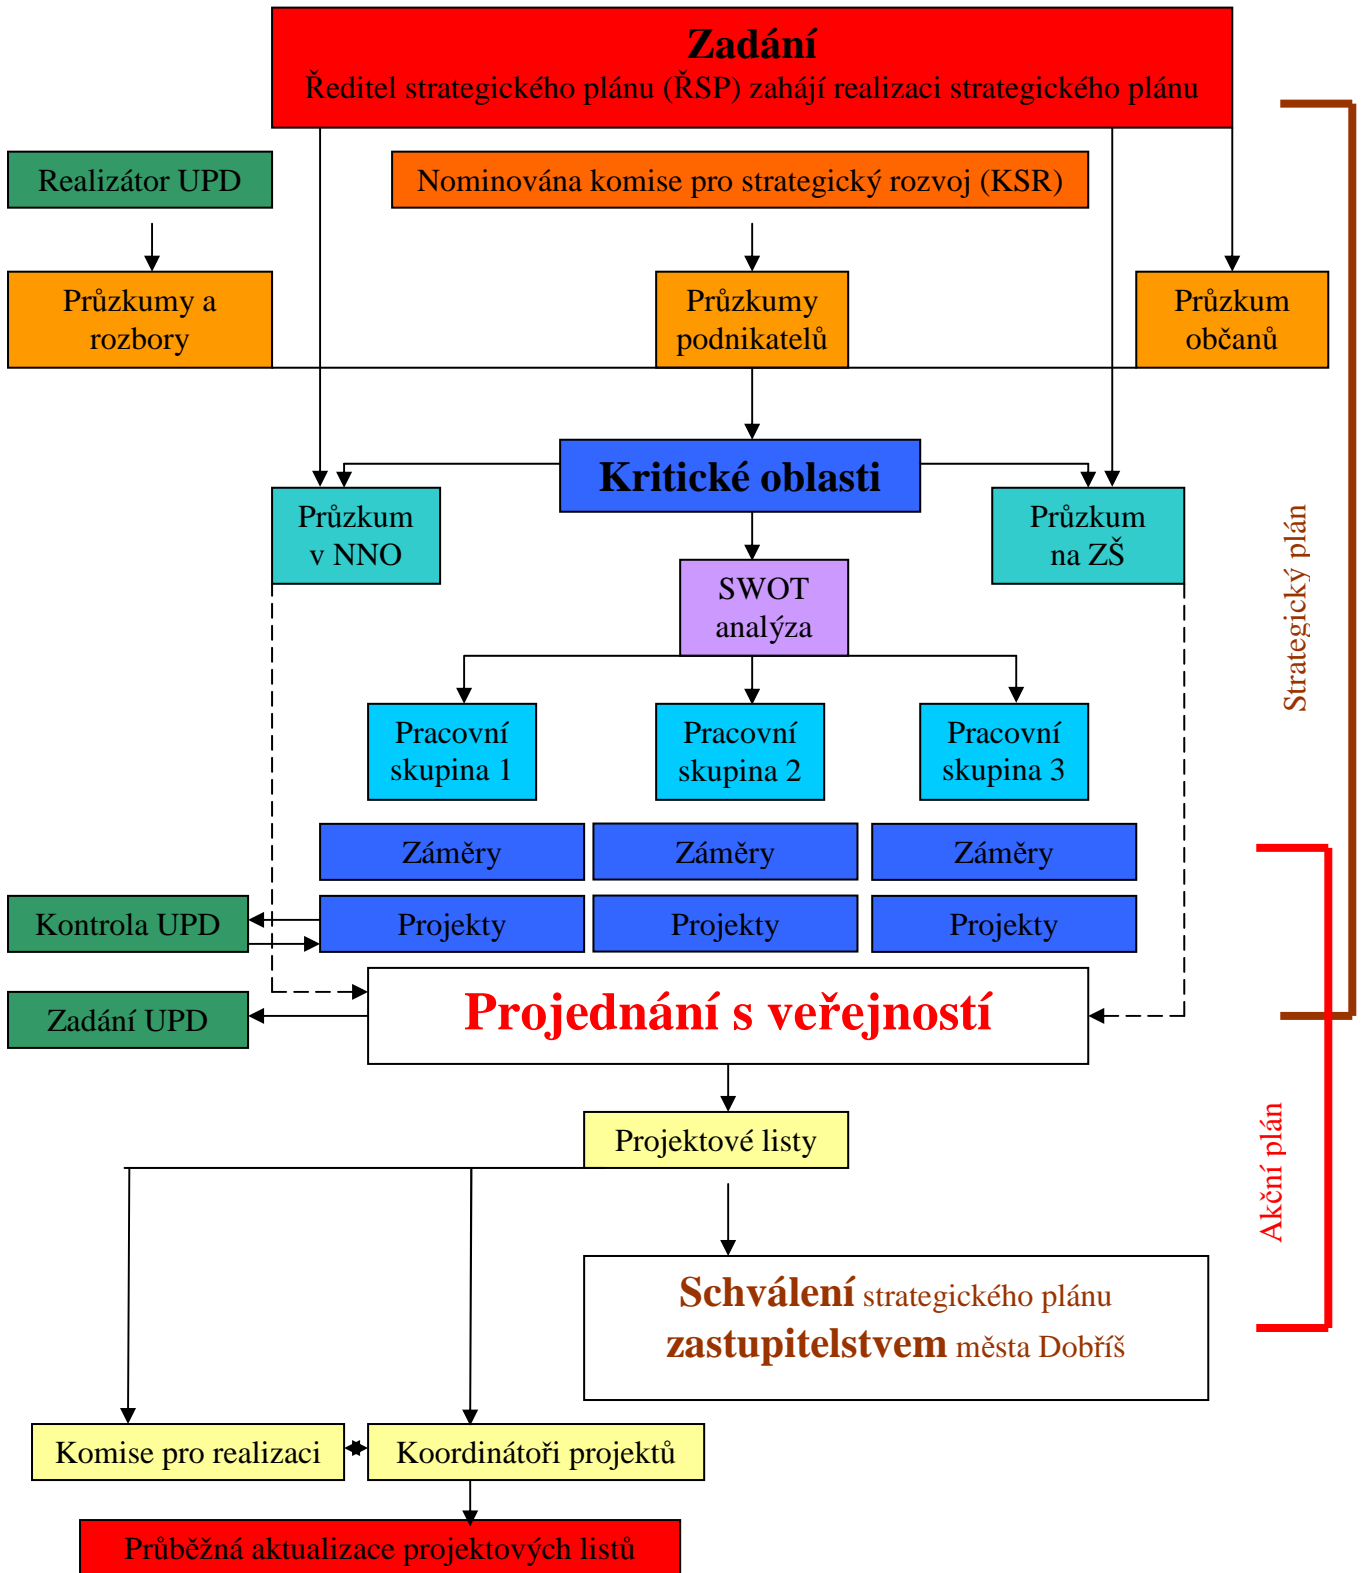 Zadání
Ředitel strategického plánu (ŘSP) zahájí realizaci strategického plánu
Realizátor UPD
Nominována komise pro strategický rozvoj (KSR)
Průzkumy a
rozbory
Průzkumy
podnikatelů
Průzkum
občanů
Kritické oblasti
Průzkum
v NNO
Průzkum
na ZŠ
SWOT
analýza
Strategický plán
Pracovní
skupina 1
Pracovní
skupina 2
Pracovní
skupina 3
Záměry
Záměry
Záměry
Kontrola UPD
Projekty
Projekty
Projekty
Zadání UPD
Projednání s veřejností
Projektové listy
Akční plán
Schválení strategického plánu
zastupitelstvem města Dobříš
Komise pro realizaci
Koordinátoři projektů
Průběžná aktualizace projektových listů